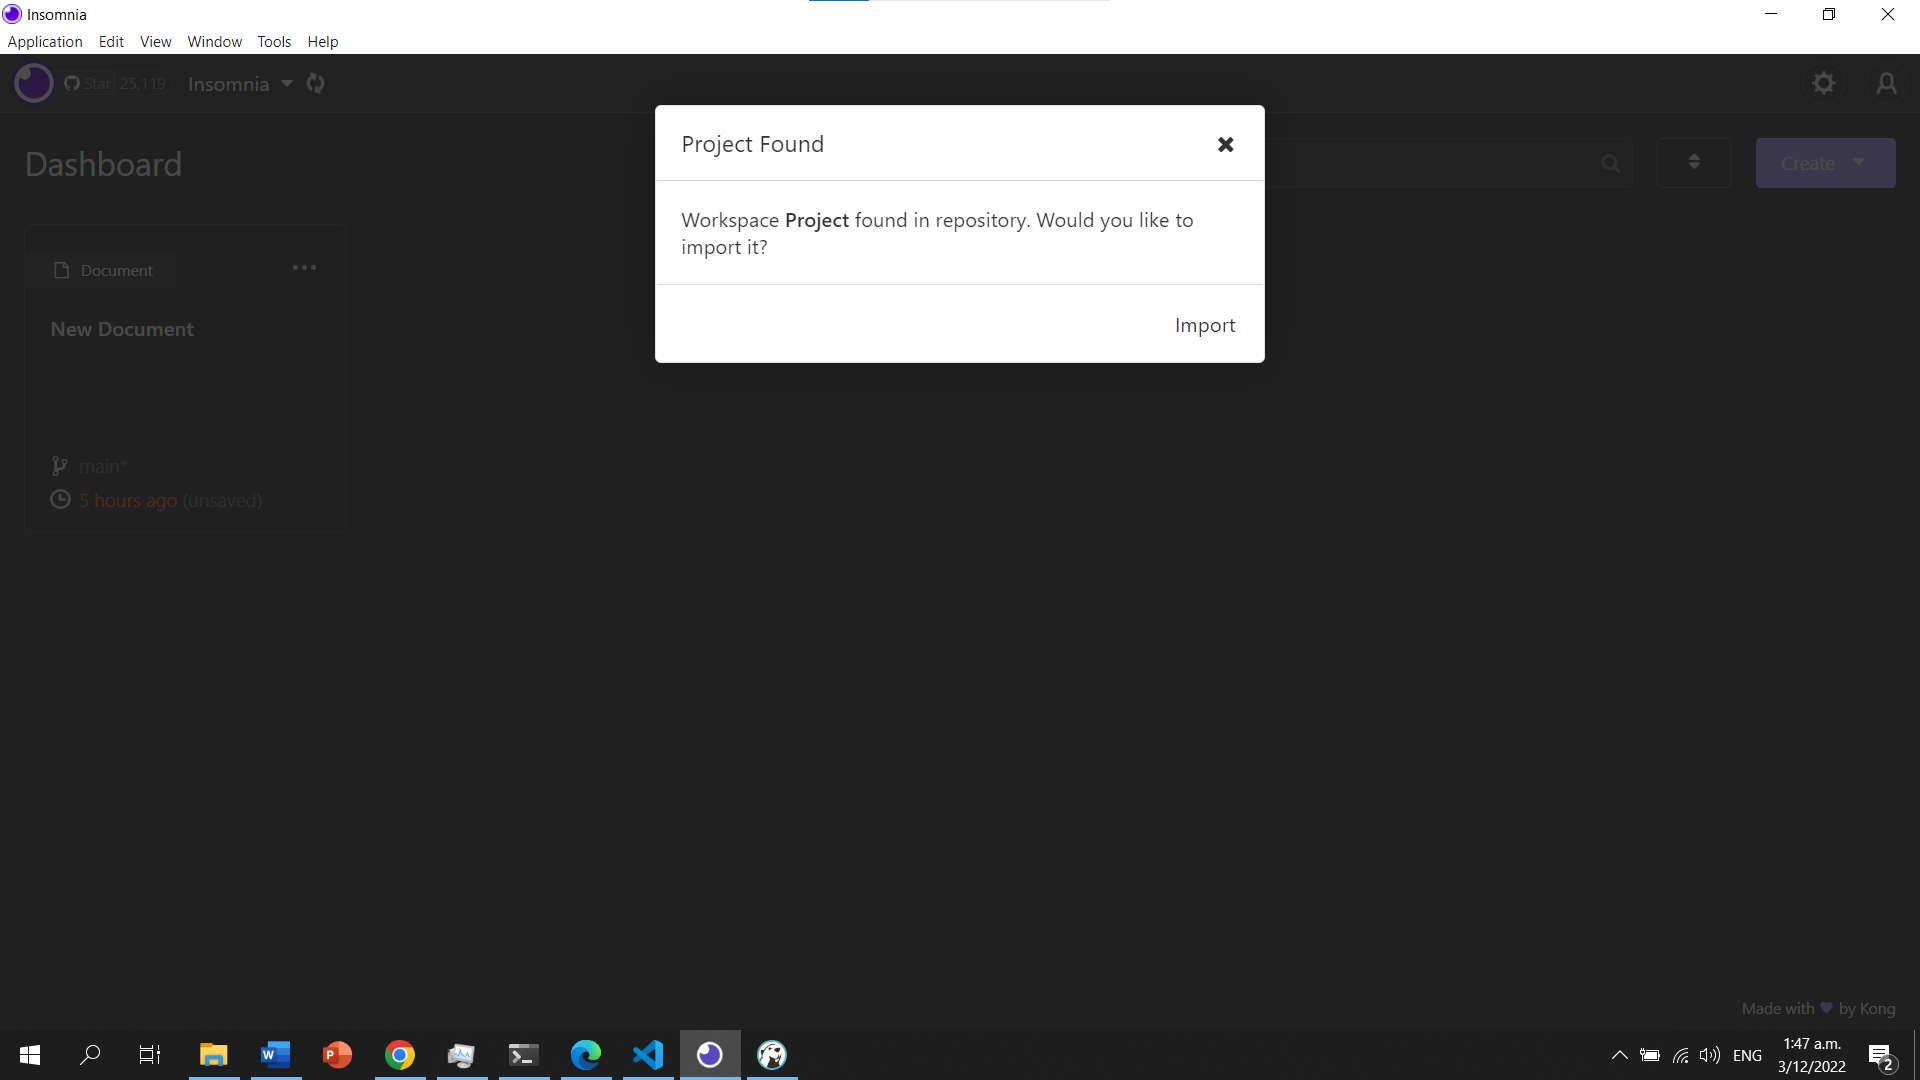 Insomnia
Application Edit View Window Tools Help
Star 25,119 Insomnia
Dashboard
Create
Project Found
Workspace Project found in repository. Would you like to
import it?
Import
Document
New Document
main*
5 hours ago (unsaved)
Made with ♥ by Kong
ENG
1:47 a.m.
3/12/2022
2